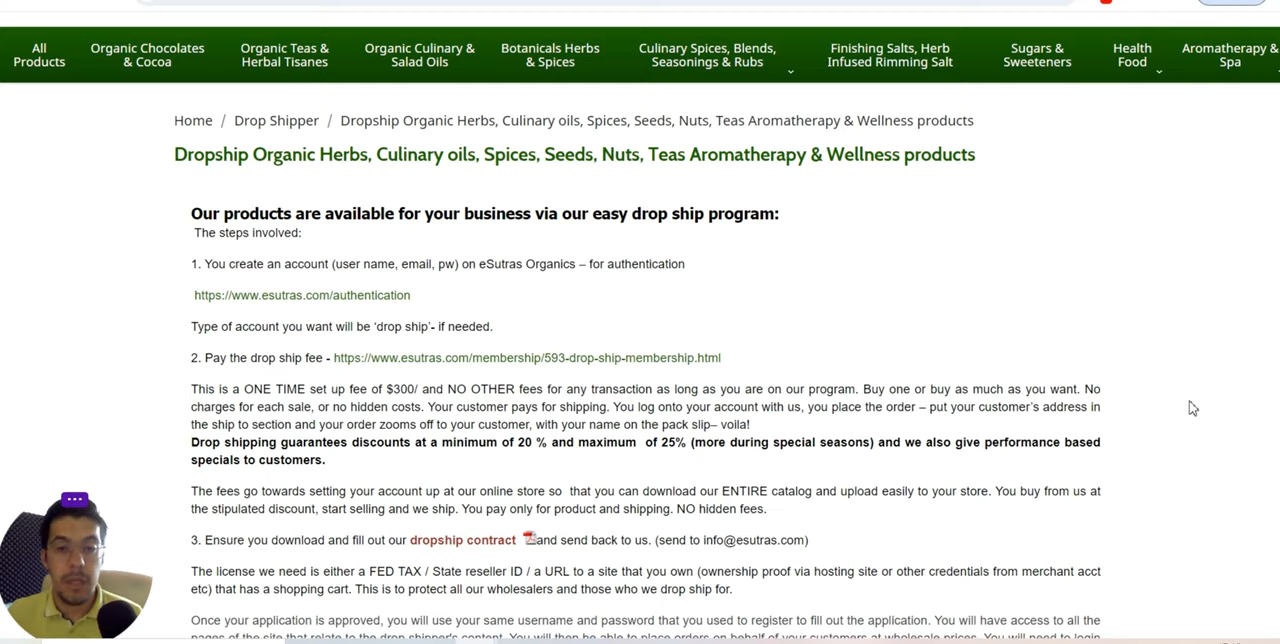 All Products
Organic Chocolates & Cocoa
Organic Teas & Herbal Tisanes
Organic Culinary & Salad Oils
Botanicals Herbs & Spices
Culinary Spices, Blends, Seasonings & Rubs
Finishing Salts, Herb Infused Rimming Salt
Sugars & Sweeteners
Health Food
Aromatherapy & Spa
Home / Drop Shipper / Dropship Organic Herbs, Culinary oils, Spices, Seeds, Nuts, Teas Aromatherapy & Wellness products
Dropship Organic Herbs, Culinary oils, Spices, Seeds, Nuts, Teas Aromatherapy & Wellness products
Our products are available for your business via our easy drop ship program:
The steps involved:
1. You create an account (user name, email, pw) on eSutras Organics – for authentication
https://www.esutras.com/authentication
Type of account you want will be ‘drop ship’- if needed.
2. Pay the drop ship fee - https://www.esutras.com/membership/593-drop-ship-membership.html
This is a ONE TIME set up fee of $300/ and NO OTHER fees for any transaction as long as you are on our program. Buy one or buy as much as you want. No
charges for each sale, or no hidden costs. Your customer pays for shipping. You log onto your account with us, you place the order – put your customer’s address in
the ship to section and your order zooms off to your customer, with your name on the pack slip– voila!
Drop shipping guarantees discounts at a minimum of 20 % and maximum of 25% (more during special seasons) and we also give performance based
specials to customers.
The fees go towards setting your account up at our online store so that you can download our ENTIRE catalog and upload easily to your store. You buy from us at
the stipulated discount, start selling and we ship. You pay only for product and shipping. NO hidden fees.
3. Ensure you download and fill out our dropship contract and send back to us. (send to info@esutras.com)
The license we need is either a FED TAX / State reseller ID / a URL to a site that you own (ownership proof via hosting site or other credentials from merchant acct
etc) that has a shopping cart. This is to protect all our wholesalers and those who we drop ship for.
Once your application is approved, you will use your same username and password that you used to register to fill out the application. You will have access to all the
pages of the site that relate to the drop shipper's content. You will then be able to place orders on behalf of your customers at wholesale prices. You will need to login